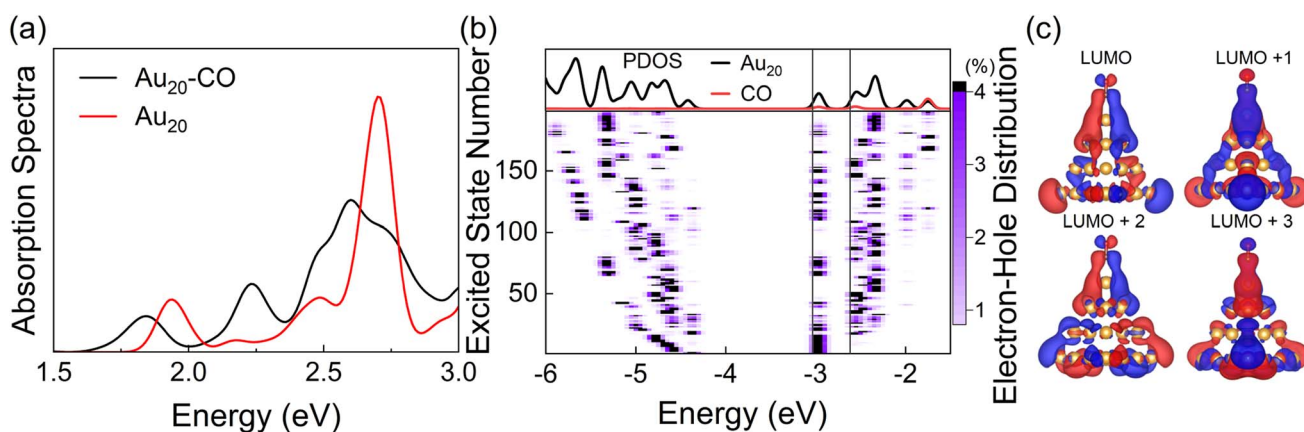 (a)
Absorption Spectra
Au₂₀-CO
Au₂₀
1.5 2.0 2.5 3.0
Energy (eV)
(b)
Excited State Number
150
100
50
PDOS
Au₂₀
CO
-6 -5 -4 -3 -2
Energy (eV)
(%)
4
3
2
1
Electron-Hole Distribution
(c)
LUMO
LUMO +1
LUMO + 2
LUMO + 3